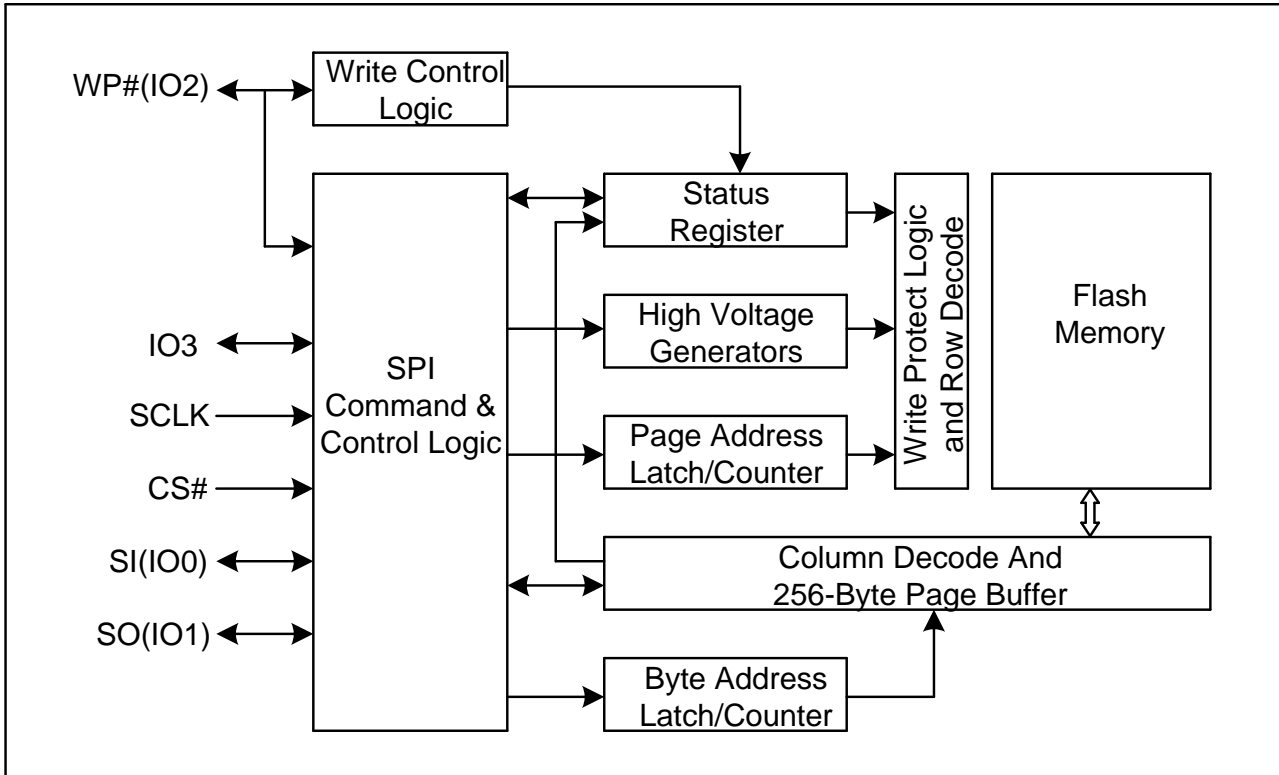 WP#(IO2)
Write Control
Logic
Status
Register
Write Protect Logic
and Row Decode
Flash
Memory
High Voltage
Generators
IO3
SPI
Command &
Control Logic
SCLK
Page Address
Latch/Counter
CS#
SI(IO0)
Column Decode And
256-Byte Page Buffer
SO(IO1)
Byte Address
Latch/Counter